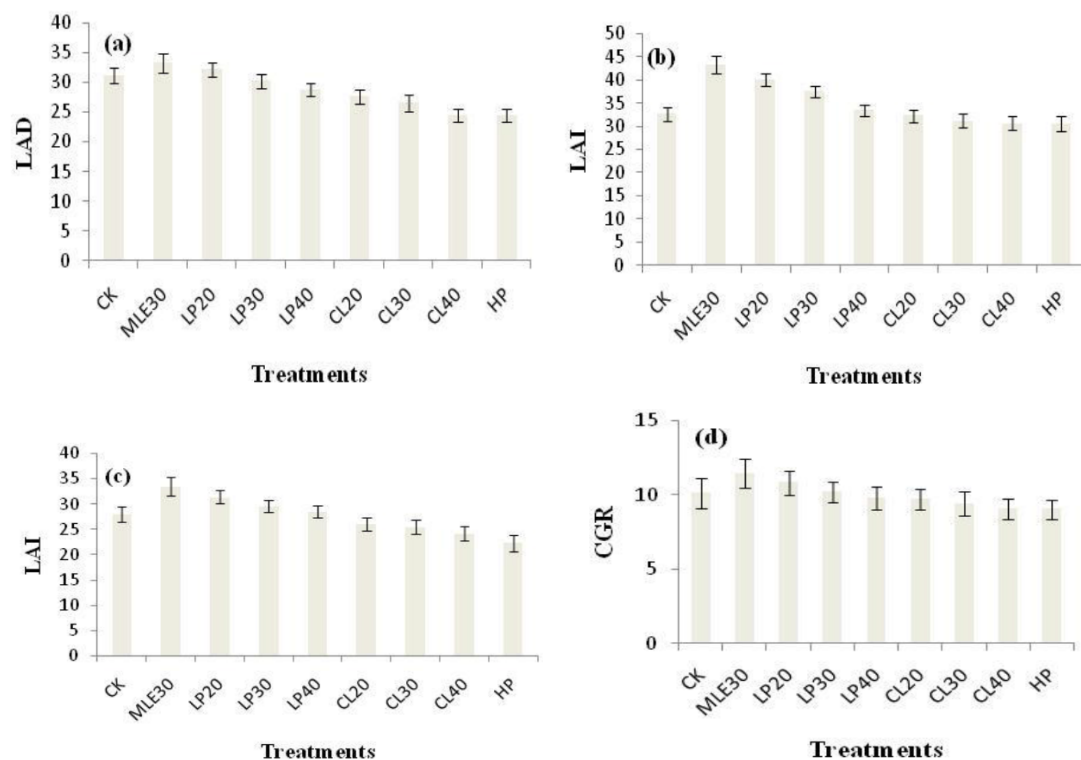 (a)
LAD
40
35
30
25
20
15
10
5
0
CK
MLE30
LP20
LP30
LP40
CL20
CL30
CL40
HP
Treatments
(b)
LAI
50
45
40
35
30
25
20
15
10
5
0
CK
MLE30
LP20
LP30
LP40
CL20
CL30
CL40
HP
Treatments
(c)
LAI
40
35
30
25
20
15
10
5
0
CK
MLE30
LP20
LP30
LP40
CL20
CL30
CL40
HP
Treatments
(d)
CGR
15
10
5
0
CK
MLE30
LP20
LP30
LP40
CL20
CL30
CL40
HP
Treatments